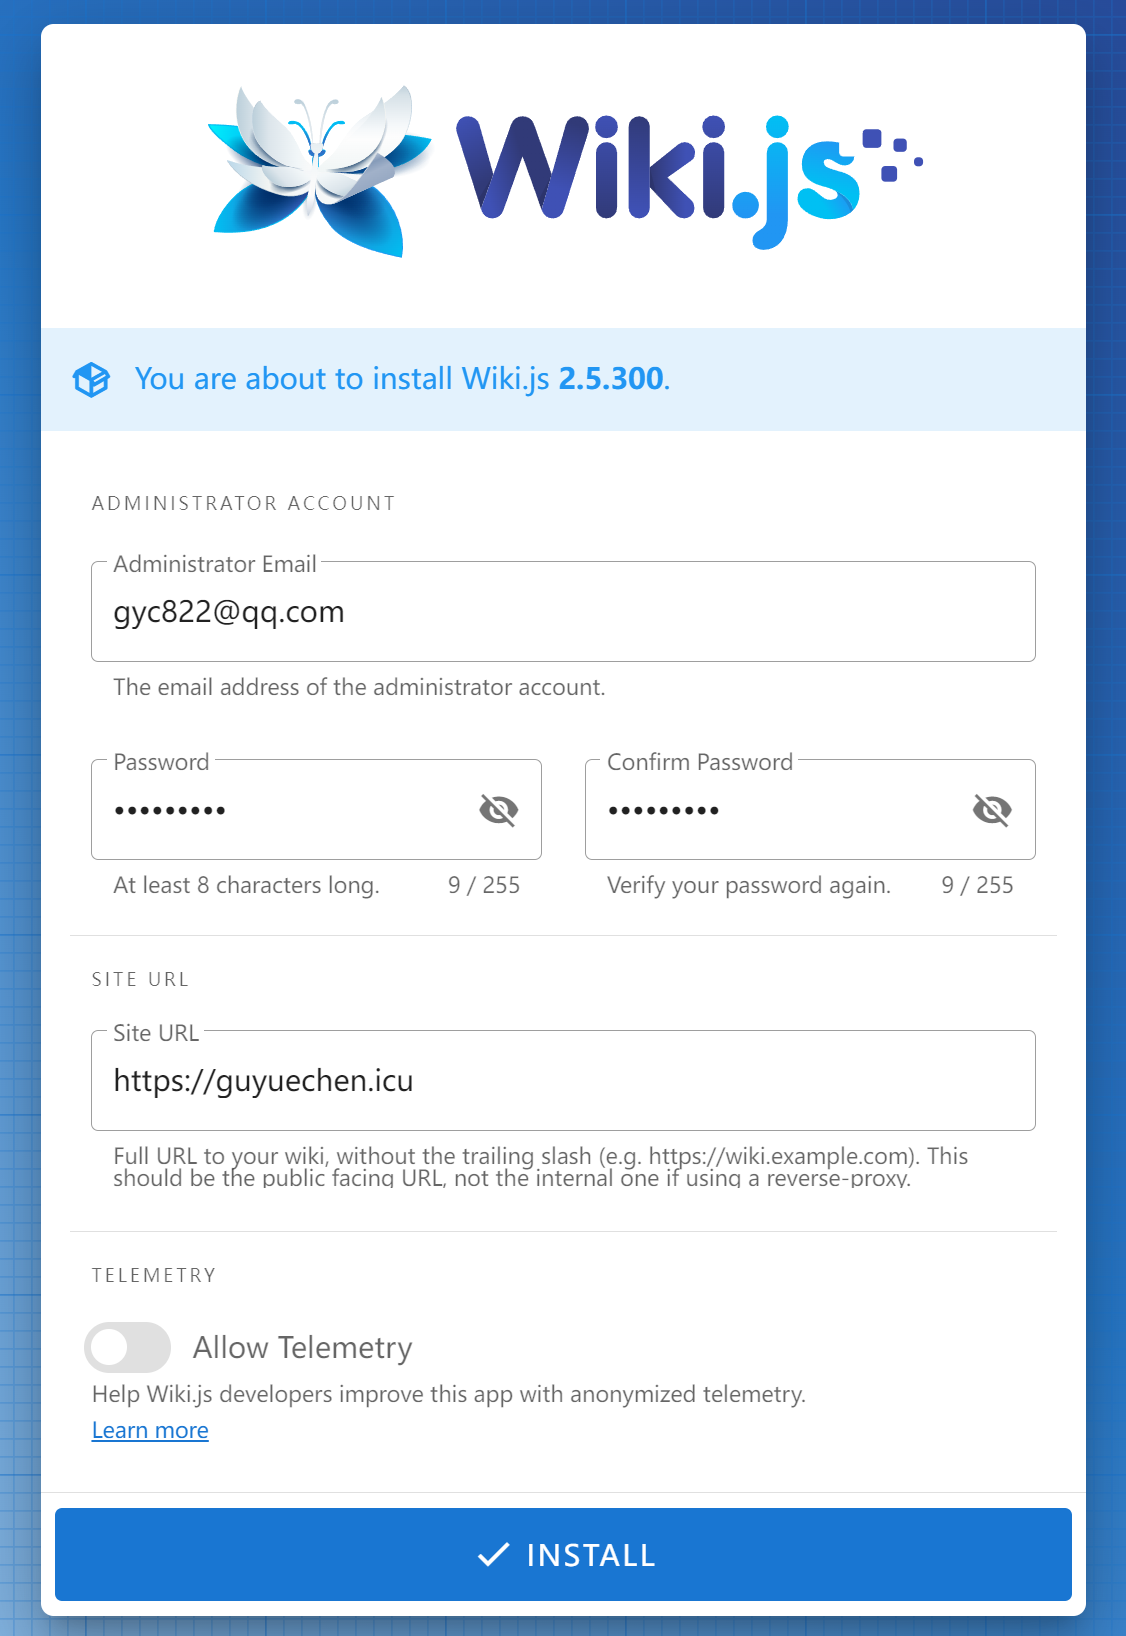 Wiki.js
You are about to install Wiki.js 2.5.300.
ADMINISTRATOR ACCOUNT
Administrator Email
gyc822@qq.com
The email address of the administrator account.
Password
•••••••••
At least 8 characters long.
9 / 255
Confirm Password
•••••••••
Verify your password again.
9 / 255
SITE URL
Site URL
https://guyuechen.icu
Full URL to your wiki, without the trailing slash (e.g. https://wiki.example.com). This
should be the public facing URL, not the internal one if using a reverse-proxy.
TELEMETRY
Allow Telemetry
Help Wiki.js developers improve this app with anonymized telemetry.
Learn more
INSTALL